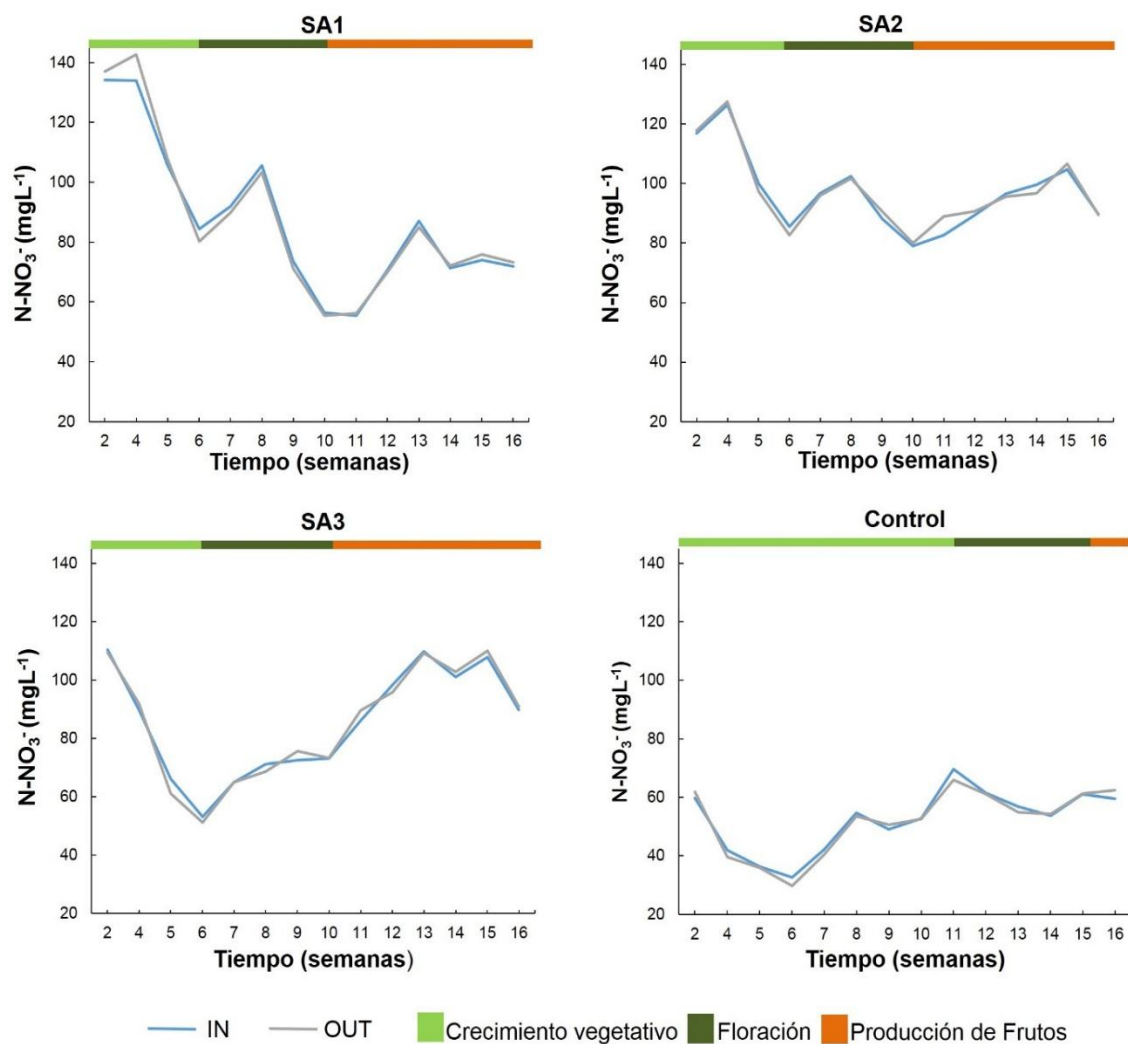 SA1
140
120
100
80
60
40
20
N-NO₃⁻ (mgL⁻¹)
2 4 5 6 7 8 9 10 11 12 13 14 15 16
Tiempo (semanas)
SA2
140
120
100
80
60
40
20
N-NO₃⁻ (mgL⁻¹)
2 4 5 6 7 8 9 10 11 12 13 14 15 16
Tiempo (semanas)
SA3
140
120
100
80
60
40
20
N-NO₃⁻ (mgL⁻¹)
2 4 5 6 7 8 9 10 11 12 13 14 15 16
Tiempo (semanas)
Control
140
120
100
80
60
40
20
N-NO₃⁻ (mgL⁻¹)
2 4 5 6 7 8 9 10 11 12 13 14 15 16
Tiempo (semanas)
IN OUT Crecimiento vegetativo Floración Producción de Frutos